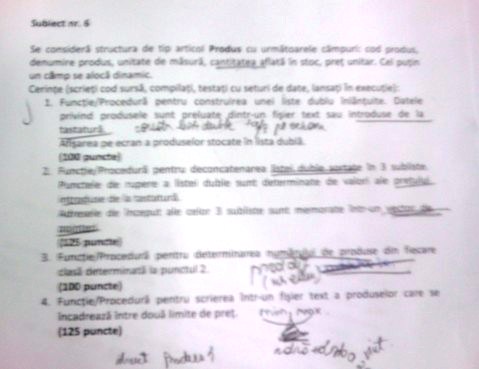 Subiect nr. 6
Se consideră structura de tip articol Produs cu următoarele câmpuri: cod produs,
denumire produs, unitate de măsură, cantitatea aflată în stoc, preț unitar. Cel puțin
un câmp se alocă dinamic.
Cerințe (scrieți cod sursă, compilați, testați cu seturi de date, lansați în execuție):
1. Funcție/Procedură pentru construirea unei liste dublu înlănțuite. Datele
privind produsele sunt preluate dintr-un fișier text sau introduse de la
tastatură.
Afișarea pe ecran a produselor stocate în lista dublă.
(100 puncte)
2. Funcție/Procedură pentru deconcatenarea listei duble sortate în 3 subliste.
Punctele de rupere a listei duble sunt determinate de valori ale prețului
introduse de la tastatură.
Adresele de început ale celor 3 subliste sunt memorate într-un vector de
pointeri.
(125 puncte)
3. Funcție/Procedură pentru determinarea numărului de produse din fiecare
clasă determinată la punctul 2.
(100 puncte)
4. Funcție/Procedură pentru scrierea într-un fișier text a produselor care se
încadrează între două limite de preț.
min, max
(125 puncte)
struct produs